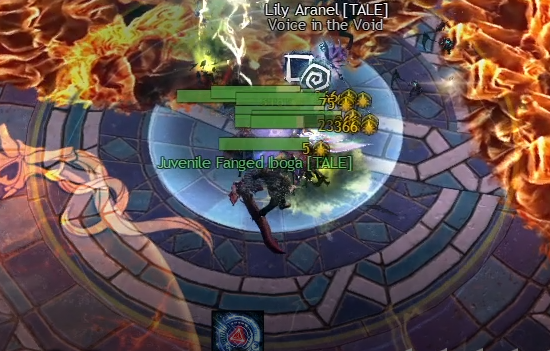 Lily Aranel [TALE]
Voice in the Void
75
23366
5
Juvenile Fanged Iboga [TALE]